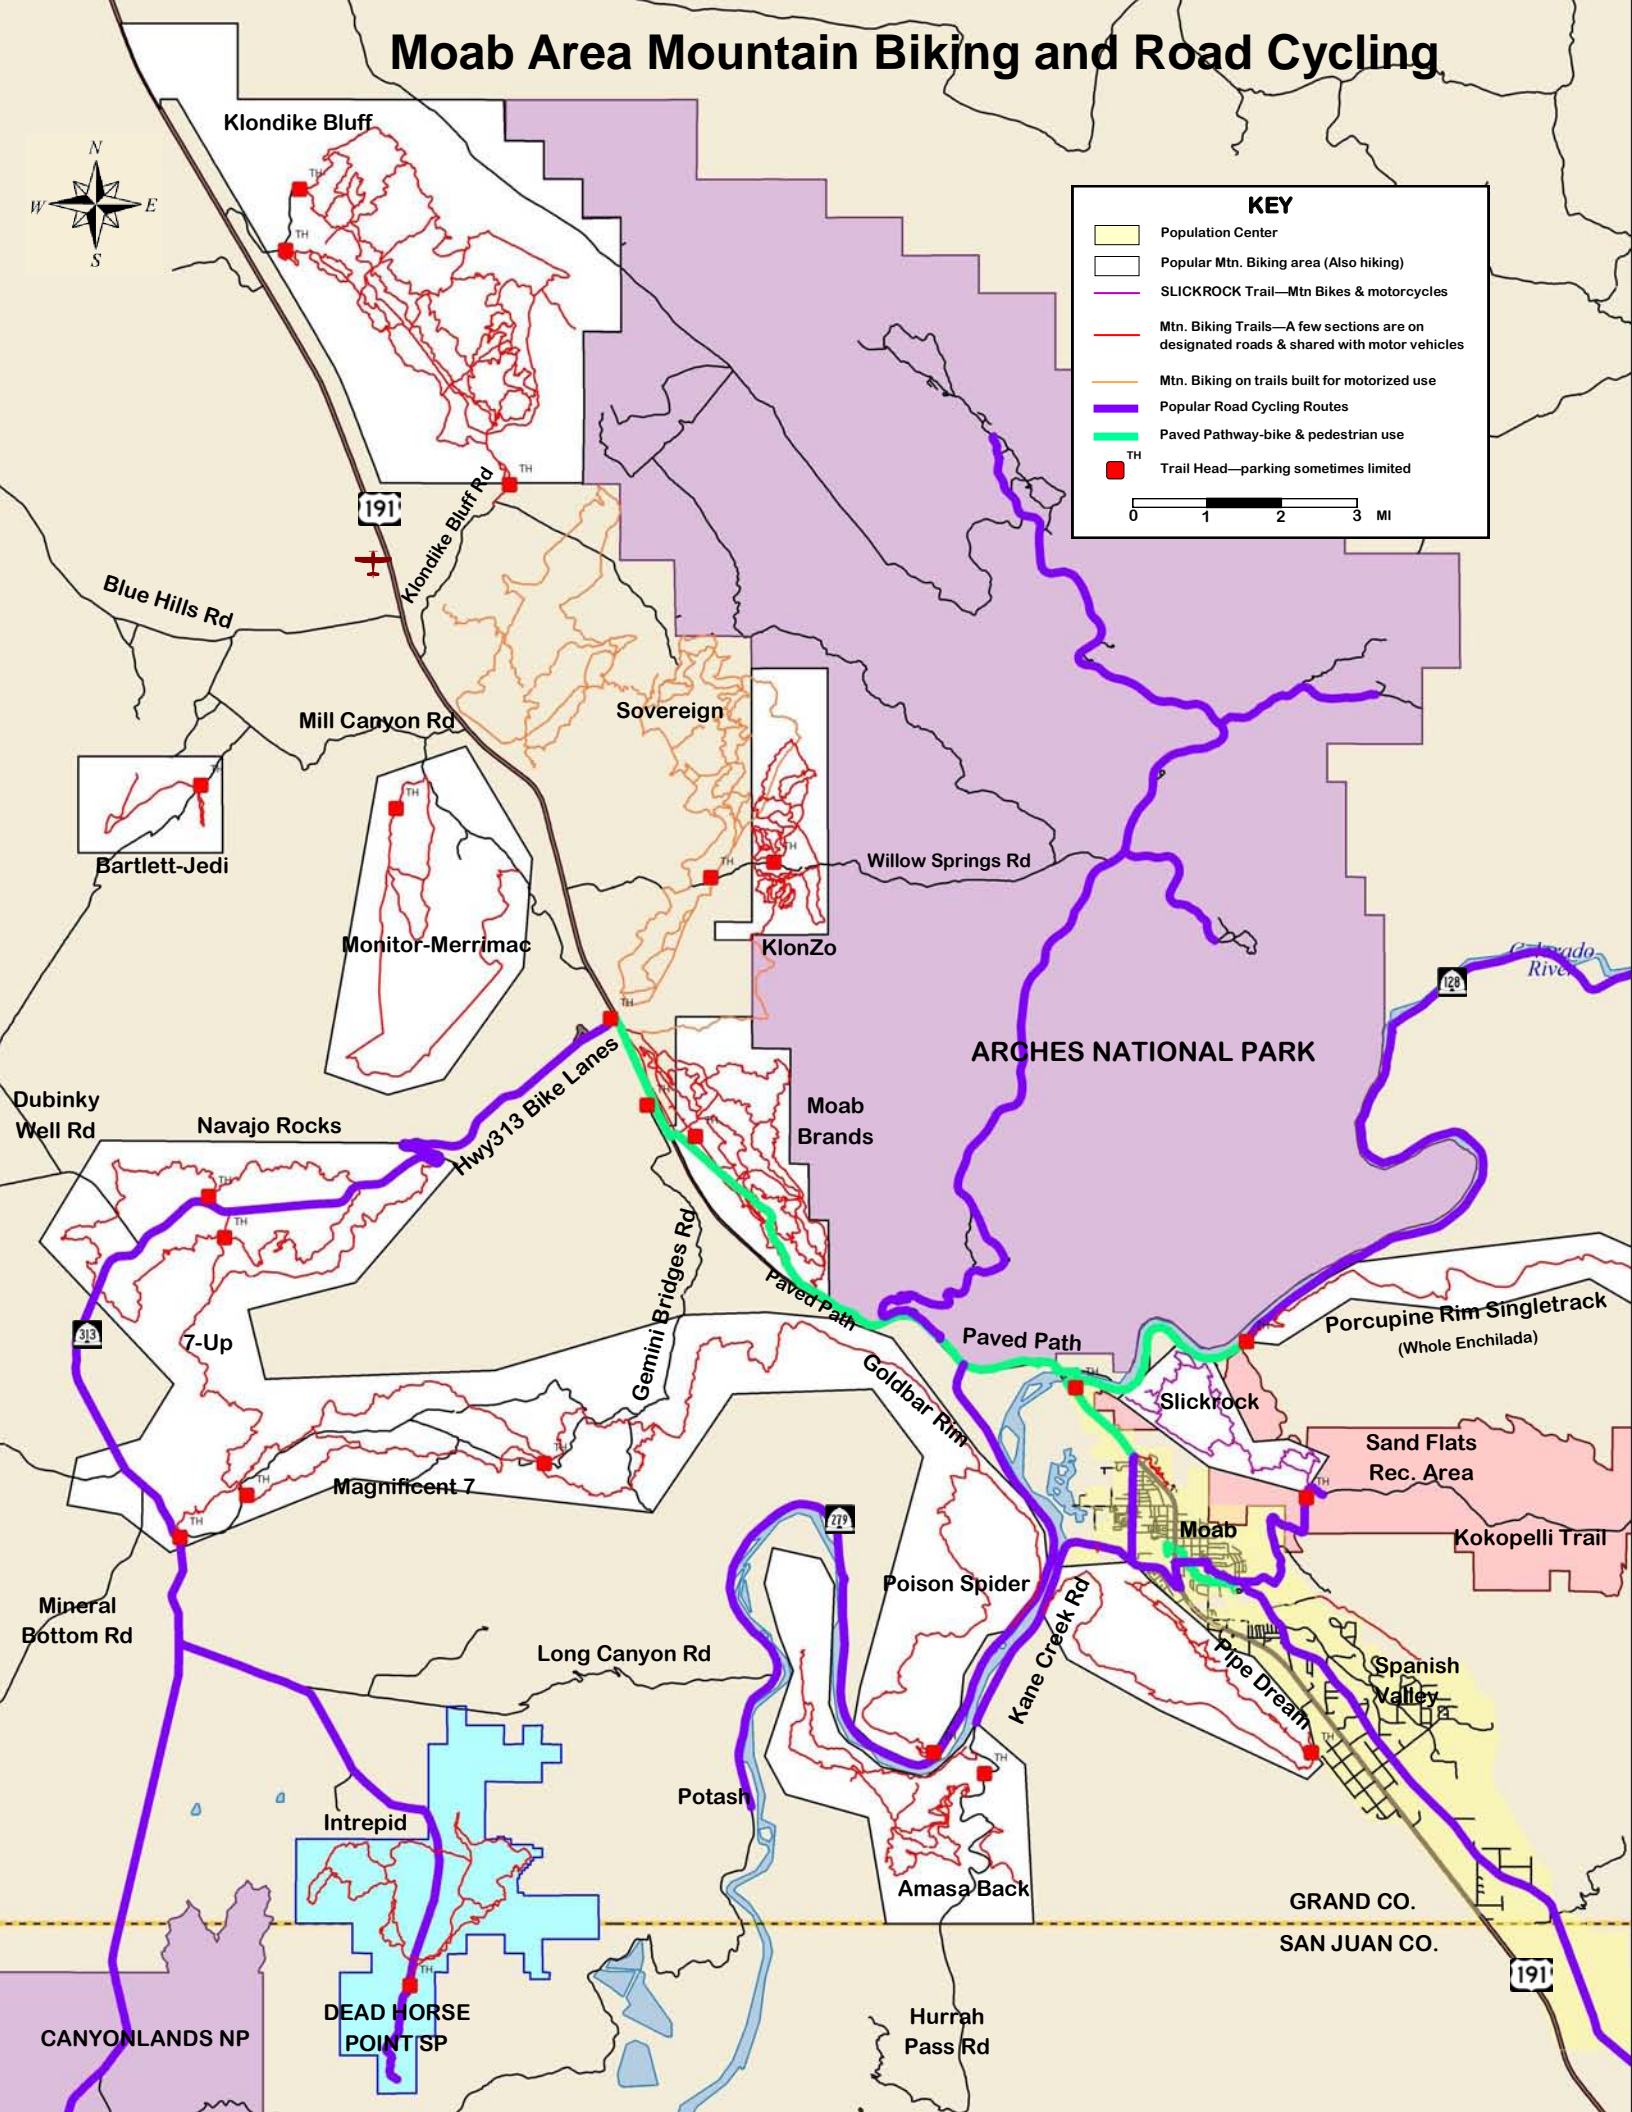 Moab Area Mountain Biking and Road Cycling
Klondike Bluff
N
W
E
S
TH
TH
KEY
Population Center
Popular Mtn. Biking area (Also hiking)
SLICKROCK Trail—Mtn Bikes & motorcycles
Mtn. Biking Trails—A few sections are on
designated roads & shared with motor vehicles
Mtn. Biking on trails built for motorized use
Popular Road Cycling Routes
Paved Pathway-bike & pedestrian use
TH
Trail Head—parking sometimes limited
0 1 2 3 MI
TH
191
Klondike Bluff Rd
Blue Hills Rd
Mill Canyon Rd
Sovereign
TH
TH
Bartlett-Jedi
TH
TH
Willow Springs Rd
Monitor-Merrimac
KlonZo
Colorado
River
128
TH
ARCHES NATIONAL PARK
Hwy313 Bike Lanes
Dubinky
Well Rd
Navajo Rocks
TH
Moab
Brands
TH
TH
Gemini Bridges Rd
Paved Path
313
7-Up
Paved Path
Porcupine Rim Singletrack
(Whole Enchilada)
Goldbar Rim
TH
Slickrock
Sand Flats
Rec. Area
TH
TH
TH
Magnificent 7
TH
279
Moab
Kokopelli Trail
Mineral
Bottom Rd
Poison Spider
Kane Creek Rd
Long Canyon Rd
Pipe Dream
Spanish
Valley
TH
TH
Potash
Intrepid
Amasa Back
GRAND CO.
SAN JUAN CO.
TH
191
DEAD HORSE
POINT SP
CANYONLANDS NP
Hurrah
Pass Rd